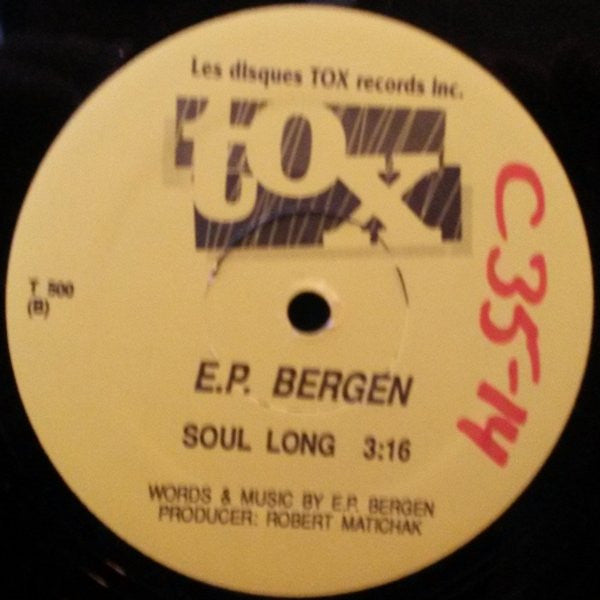 Les disques TOX records inc.
tox
C35-14
T 500
(B)
E.P. BERGEN
SOUL LONG 3:16
WORDS & MUSIC BY E.P. BERGEN
PRODUCER: ROBERT MATICHAK